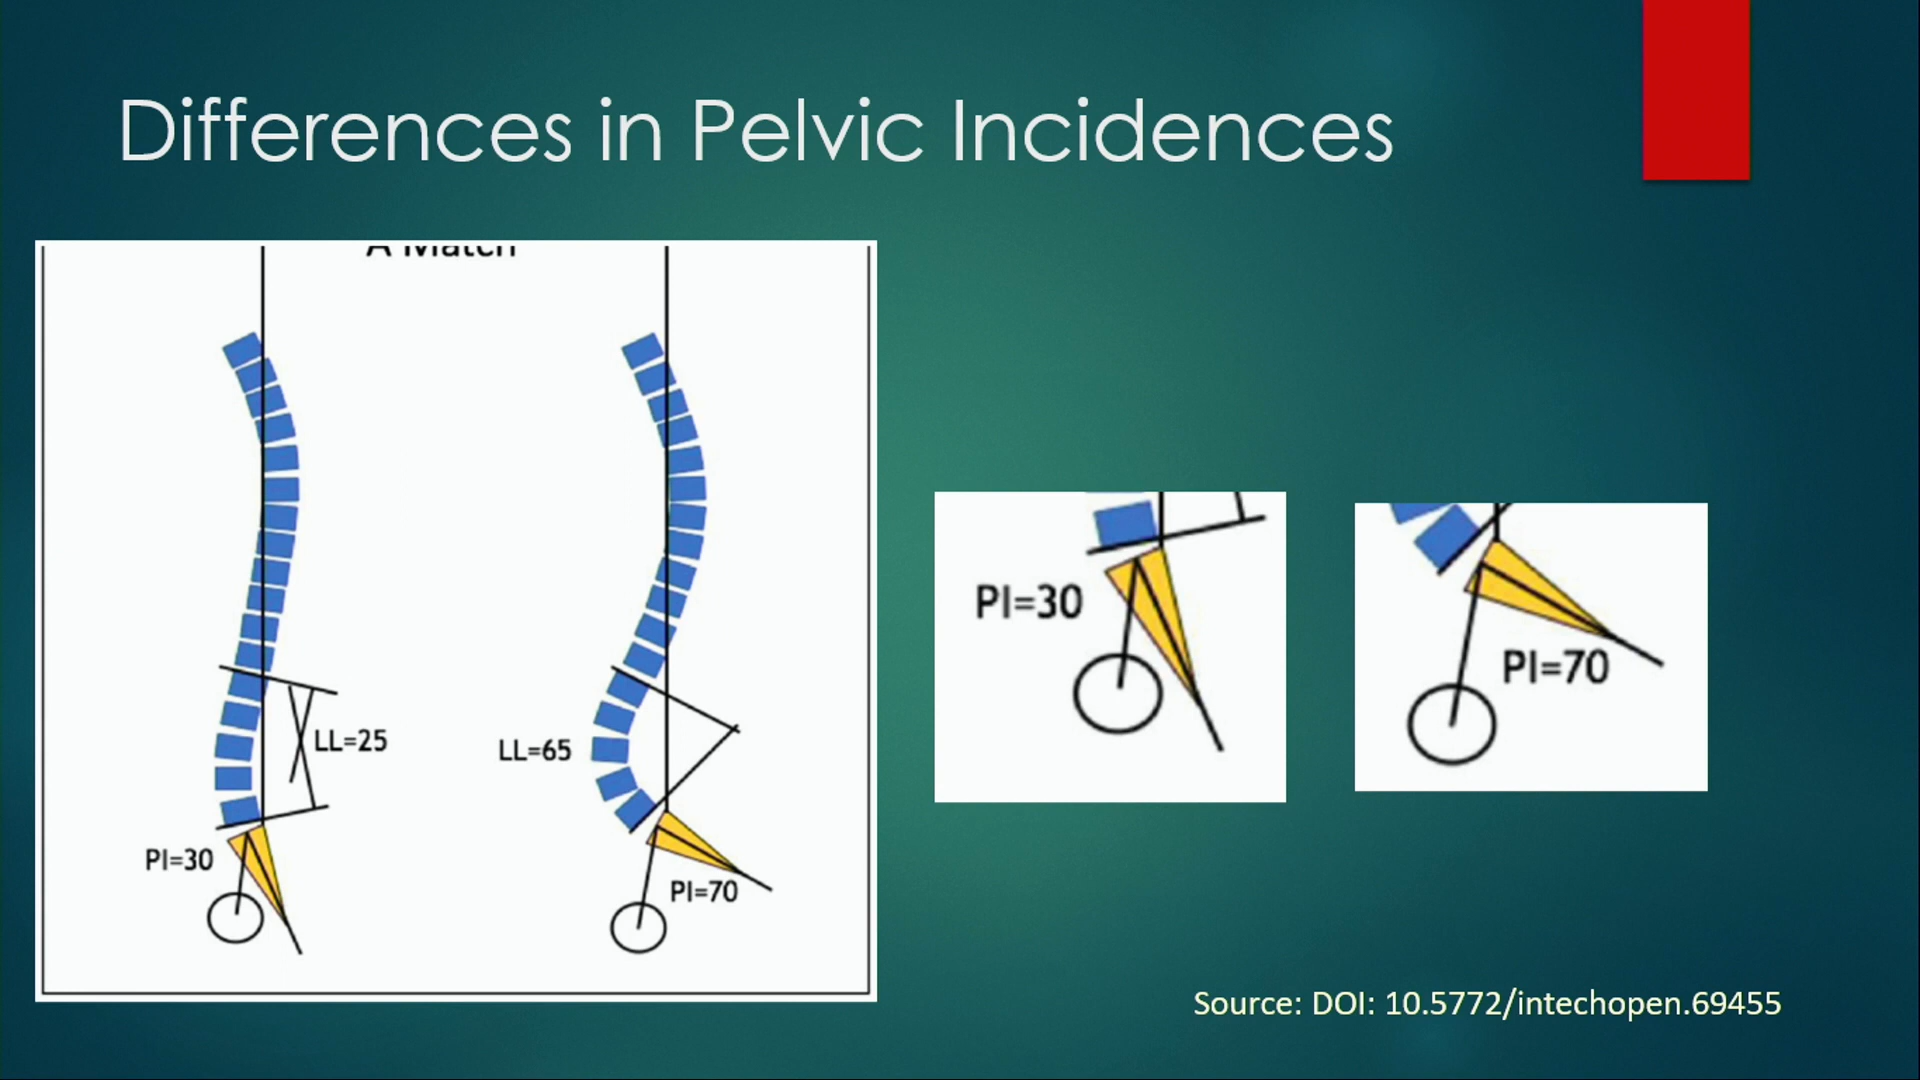 Differences in Pelvic Incidences
A Match
LL=25
LL=65
PI=30
PI=70
PI=30
PI=70
Source: DOI: 10.5772/intechopen.69455